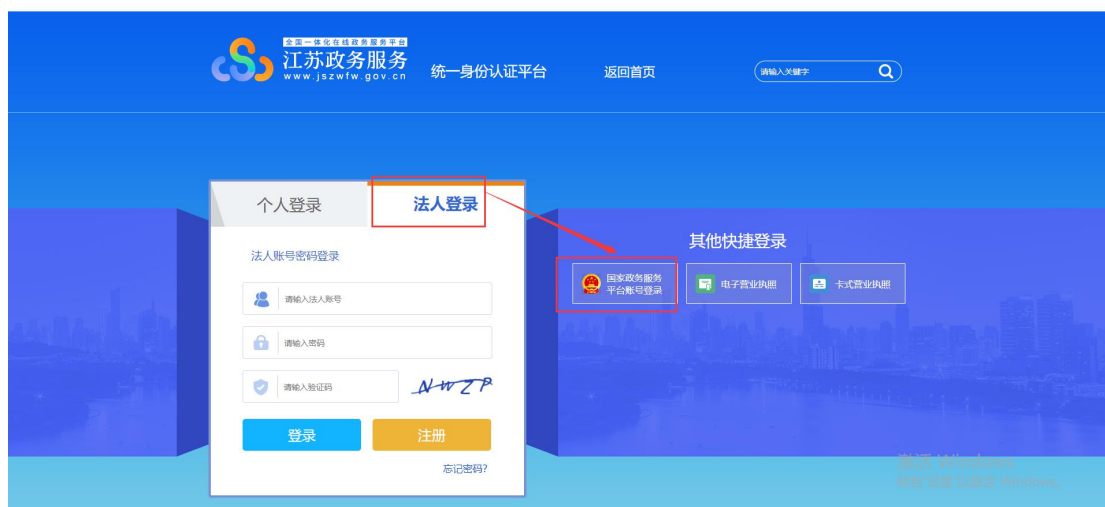 全国一体化在线政务服务平台
江苏政务服务
www.jszwfw.gov.cn
统一身份认证平台
返回首页
请输入关键字
个人登录
法人登录
法人账号密码登录
请输入法人账号
请输入密码
请输入验证码
NWZP
登录
注册
忘记密码?
其他快捷登录
国家政务服务
平台账号登录
电子营业执照
卡式营业执照
激活 Windows